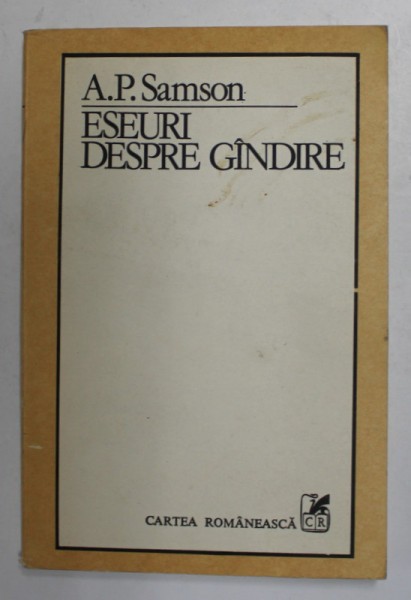 A.P. Samson
ESEURI
DESPRE GÎNDIRE
CARTEA ROMÂNEASCĂ
CR